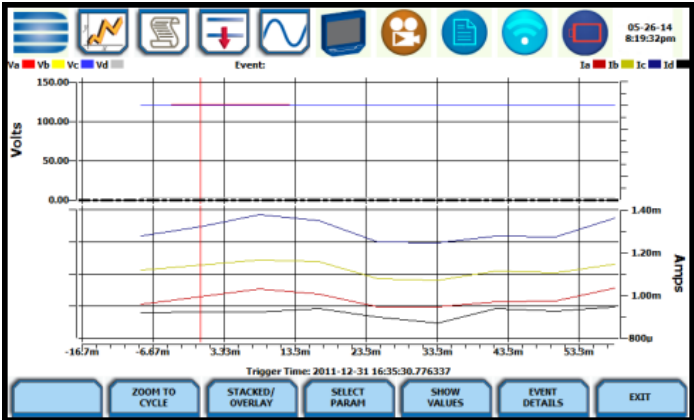 05-26-14
8:19:32pm
Va Vb Vc Vd Event: Ia Ib Ic Id
150.00
100.00
50.00
0.00
Volts
1.40m
1.20m
1.00m
800µ
Amps
-16.7m -6.67m 3.33m 13.3m 23.3m 33.3m 43.3m 53.3m
Trigger Time: 2011-12-31 16:35:30.776337
ZOOM TO
CYCLE
STACKED/
OVERLAY
SELECT
PARAM
SHOW
VALUES
EVENT
DETAILS
EXIT